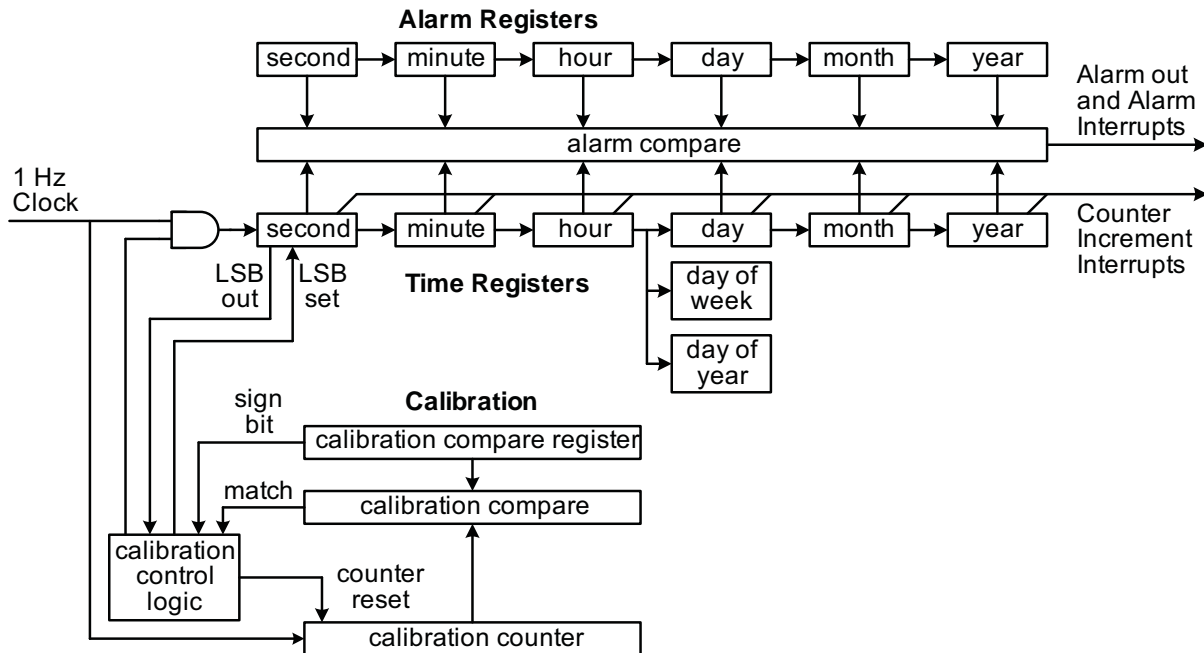 Alarm Registers
second
minute
hour
day
month
year
Alarm out
and Alarm
Interrupts
alarm compare
1 Hz
Clock
second
minute
hour
day
month
year
Counter
Increment
Interrupts
LSB
out
LSB
set
Time Registers
day of
week
day of
year
Calibration
sign
bit
calibration compare register
match
calibration compare
calibration
control
logic
counter
reset
calibration counter